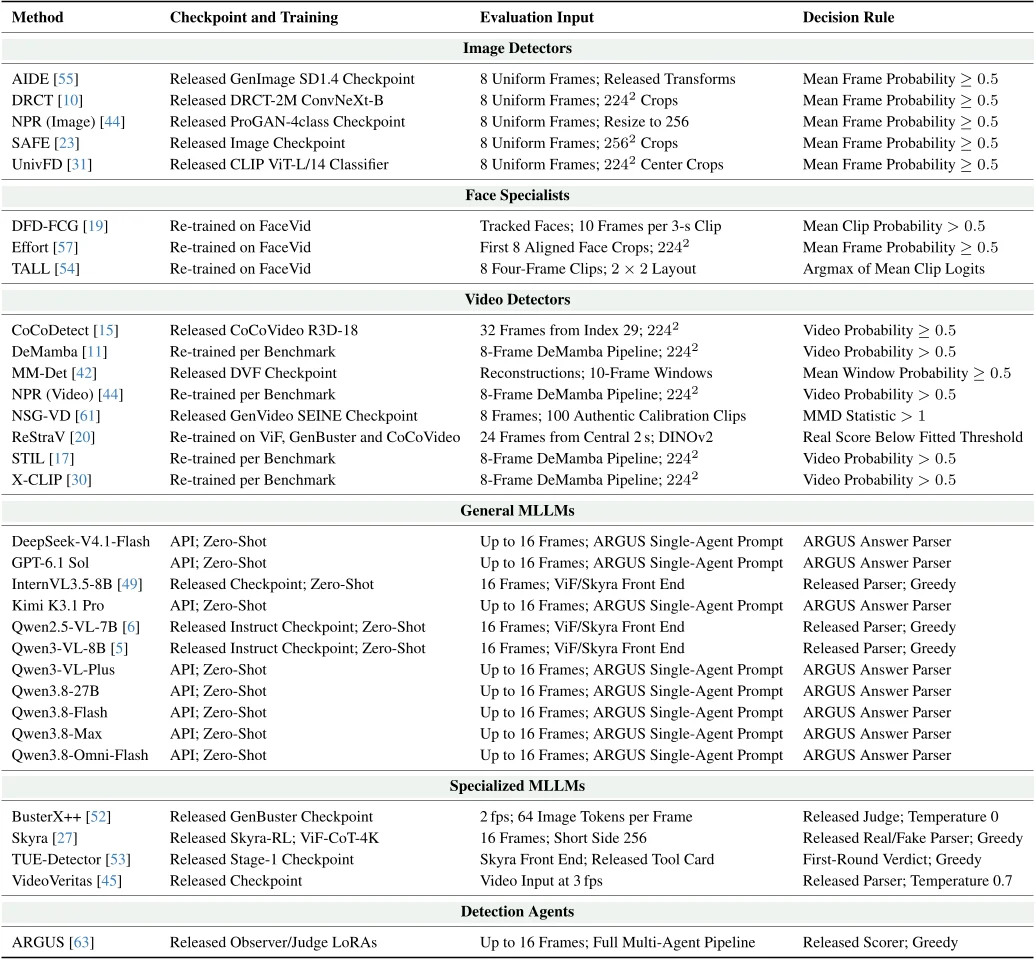 Method Checkpoint and Training Evaluation Input Decision Rule
Image Detectors
AIDE [55] Released GenImage SD1.4 Checkpoint 8 Uniform Frames; Released Transforms Mean Frame Probability ≥ 0.5
DRCT [10] Released DRCT-2M ConvNeXt-B 8 Uniform Frames; 224² Crops Mean Frame Probability ≥ 0.5
NPR (Image) [44] Released ProGAN-4class Checkpoint 8 Uniform Frames; Resize to 256 Mean Frame Probability ≥ 0.5
SAFE [23] Released Image Checkpoint 8 Uniform Frames; 256² Crops Mean Frame Probability ≥ 0.5
UnivFD [31] Released CLIP ViT-L/14 Classifier 8 Uniform Frames; 224² Center Crops Mean Frame Probability ≥ 0.5
Face Specialists
DFD-FCG [19] Re-trained on FaceVid Tracked Faces; 10 Frames per 3-s Clip Mean Clip Probability > 0.5
Effort [57] Re-trained on FaceVid First 8 Aligned Face Crops; 224² Mean Frame Probability ≥ 0.5
TALL [54] Re-trained on FaceVid 8 Four-Frame Clips; 2 × 2 Layout Argmax of Mean Clip Logits
Video Detectors
CoCoDetect [15] Released CoCoVideo R3D-18 32 Frames from Index 29; 224² Video Probability ≥ 0.5
DeMamba [11] Re-trained per Benchmark 8-Frame DeMamba Pipeline; 224² Video Probability > 0.5
MM-Det [42] Released DVF Checkpoint Reconstructions; 10-Frame Windows Mean Window Probability ≥ 0.5
NPR (Video) [44] Re-trained per Benchmark 8-Frame DeMamba Pipeline; 224² Video Probability > 0.5
NSG-VD [61] Released GenVideo SEINE Checkpoint 8 Frames; 100 Authentic Calibration Clips MMD Statistic > 1
ReStraV [20] Re-trained on ViF, GenBuster and CoCoVideo 24 Frames from Central 2 s; DINOv2 Real Score Below Fitted Threshold
STIL [17] Re-trained per Benchmark 8-Frame DeMamba Pipeline; 224² Video Probability > 0.5
X-CLIP [30] Re-trained per Benchmark 8-Frame DeMamba Pipeline; 224² Video Probability > 0.5
General MLLMs
DeepSeek-V4.1-Flash API; Zero-Shot Up to 16 Frames; ARGUS Single-Agent Prompt ARGUS Answer Parser
GPT-6.1 Sol API; Zero-Shot Up to 16 Frames; ARGUS Single-Agent Prompt ARGUS Answer Parser
InternVL3.5-8B [49] Released Checkpoint; Zero-Shot 16 Frames; ViF/Skyra Front End Released Parser; Greedy
Kimi K3.1 Pro API; Zero-Shot Up to 16 Frames; ARGUS Single-Agent Prompt ARGUS Answer Parser
Qwen2.5-VL-7B [6] Released Instruct Checkpoint; Zero-Shot 16 Frames; ViF/Skyra Front End Released Parser; Greedy
Qwen3-VL-8B [5] Released Instruct Checkpoint; Zero-Shot 16 Frames; ViF/Skyra Front End Released Parser; Greedy
Qwen3-VL-Plus API; Zero-Shot Up to 16 Frames; ARGUS Single-Agent Prompt ARGUS Answer Parser
Qwen3.8-27B API; Zero-Shot Up to 16 Frames; ARGUS Single-Agent Prompt ARGUS Answer Parser
Qwen3.8-Flash API; Zero-Shot Up to 16 Frames; ARGUS Single-Agent Prompt ARGUS Answer Parser
Qwen3.8-Max API; Zero-Shot Up to 16 Frames; ARGUS Single-Agent Prompt ARGUS Answer Parser
Qwen3.8-Omni-Flash API; Zero-Shot Up to 16 Frames; ARGUS Single-Agent Prompt ARGUS Answer Parser
Specialized MLLMs
BusterX++ [52] Released GenBuster Checkpoint 2 fps; 64 Image Tokens per Frame Released Judge; Temperature 0
Skyra [27] Released Skyra-RL; ViF-CoT-4K 16 Frames; Short Side 256 Released Real/Fake Parser; Greedy
TUE-Detector [53] Released Stage-1 Checkpoint Skyra Front End; Released Tool Card First-Round Verdict; Greedy
VideoVeritas [45] Released Checkpoint Video Input at 3 fps Released Parser; Temperature 0.7
Detection Agents
ARGUS [63] Released Observer/Judge LoRAs Up to 16 Frames; Full Multi-Agent Pipeline Released Scorer; Greedy